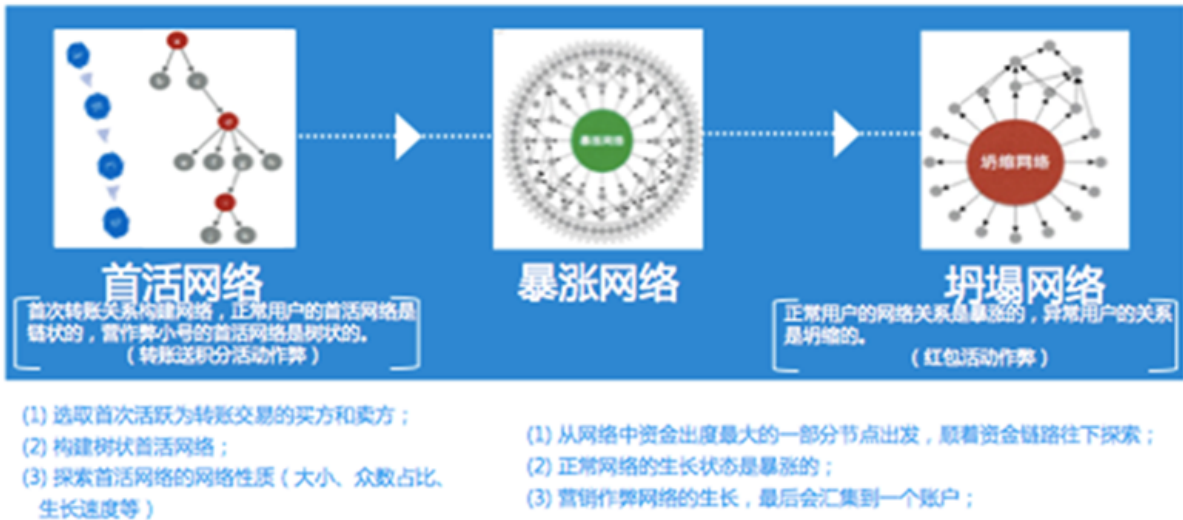 暴涨网络
坍缩网络
首活网络
暴涨网络
坍塌网络
首次转账关系构建网络，正常用户的首活网络是
链状的，营作弊小号的首活网络是树状的。
（转账送积分活动作弊）
正常用户的网络关系是暴涨的，异常用户的关系
是坍缩的。
（红包活动作弊）
(1) 选取首次活跃为转账交易的买方和卖方；
(2) 构建树状首活网络；
(3) 探索首活网络的网络性质（大小、众数占比、
生长速度等）
(1) 从网络中资金出度最大的一部分节点出发，顺着资金链路往下探索；
(2) 正常网络的生长状态是暴涨的；
(3) 营销作弊网络的生长，最后会汇集到一个账户；